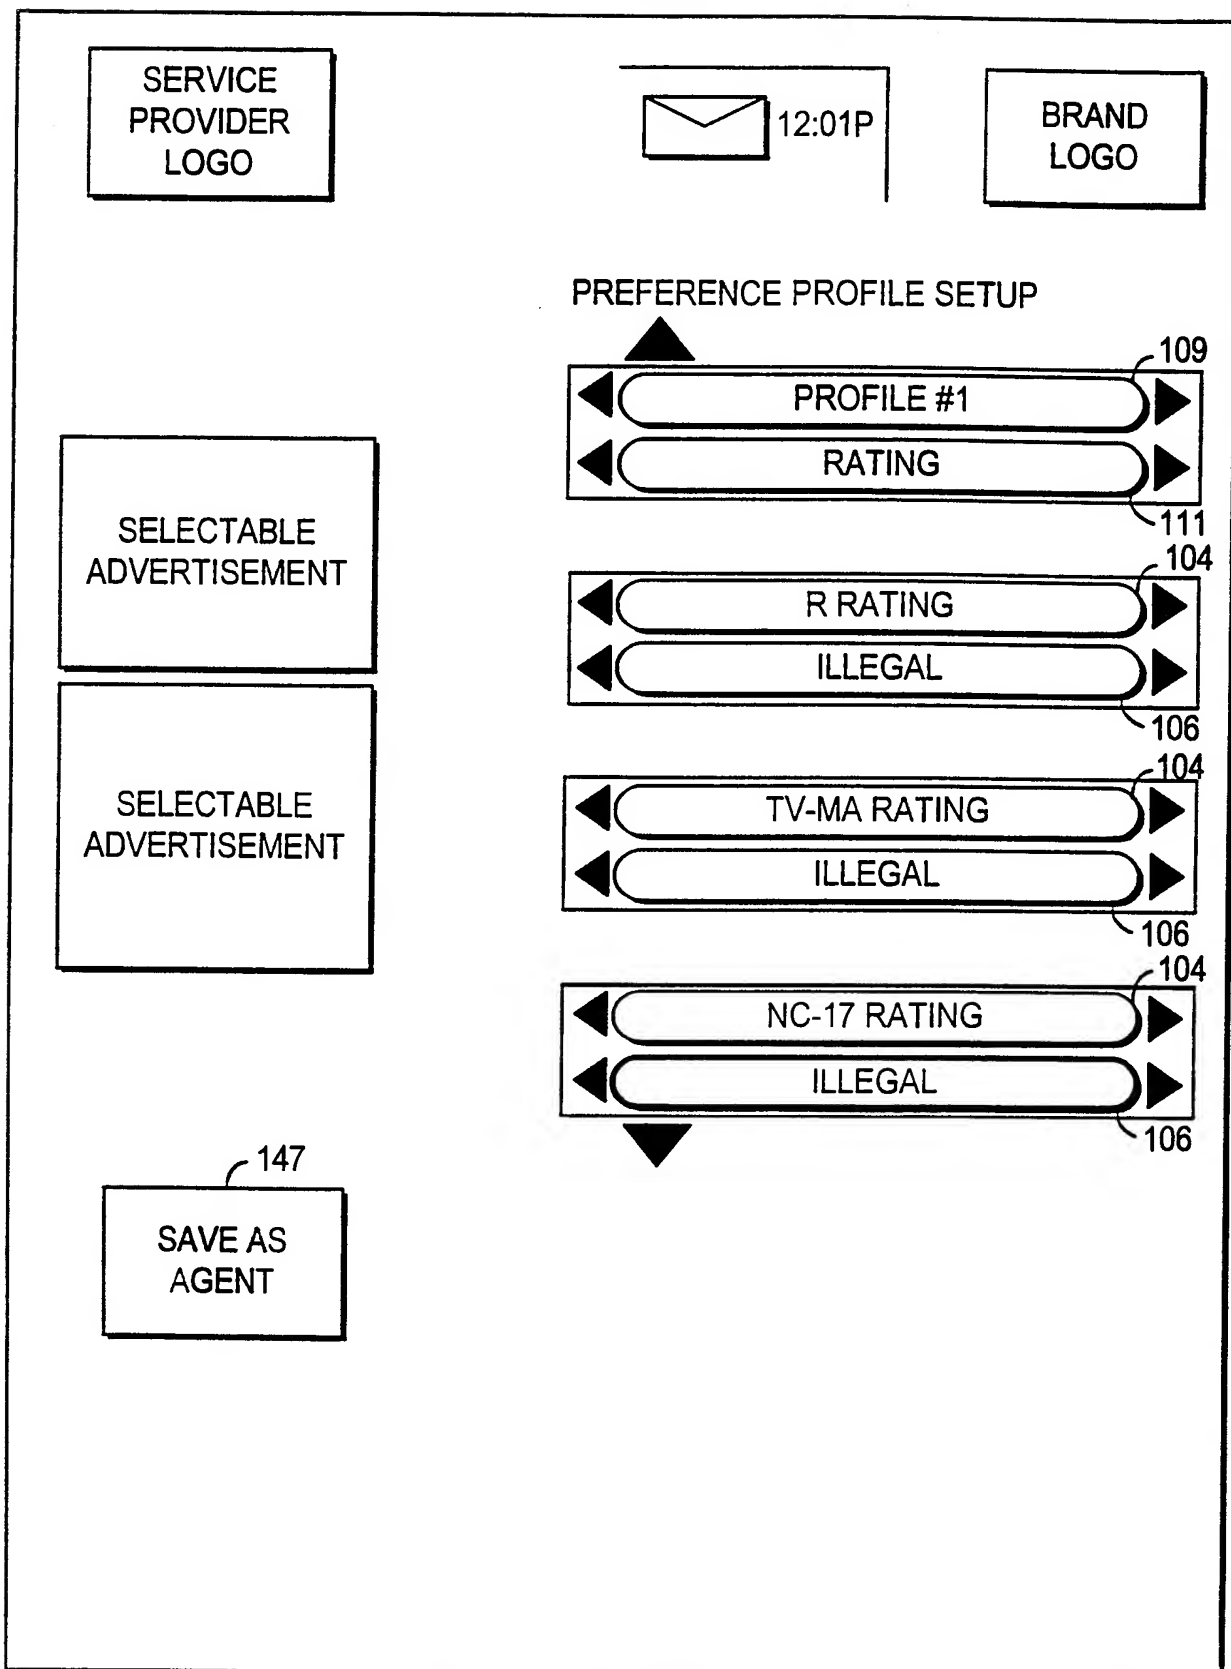 SERVICE
PROVIDER
LOGO
12:01P
BRAND
LOGO
PREFERENCE PROFILE SETUP
109
PROFILE #1
RATING
111
SELECTABLE
ADVERTISEMENT
104
R RATING
ILLEGAL
106
SELECTABLE
ADVERTISEMENT
104
TV-MA RATING
ILLEGAL
106
104
NC-17 RATING
ILLEGAL
106
147
SAVE AS
AGENT